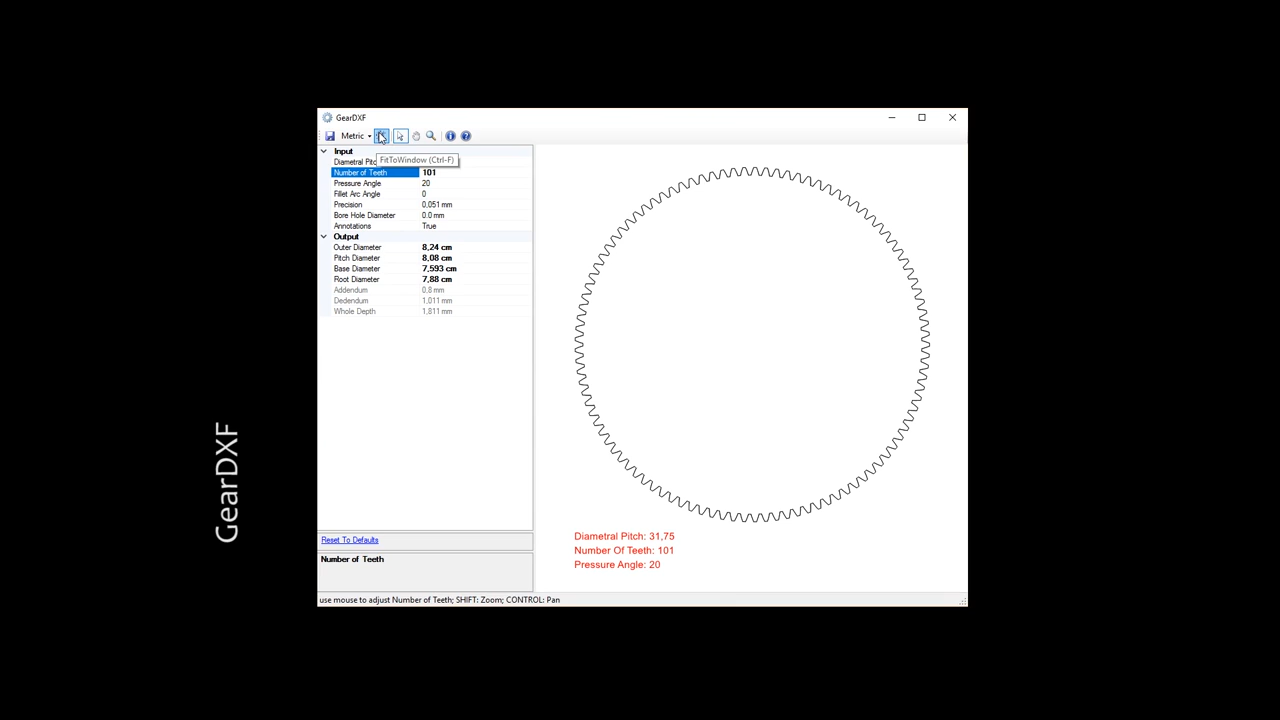 GearDXF
Metric
FitToWindow (Ctrl-F)
Input
Number of Teeth 101
Pressure Angle 20
Fillet Arc Angle 0
Precision 0,051 mm
Bore Hole Diameter 0.0 mm
Annotations True
Output
Outer Diameter 8,24 cm
Pitch Diameter 8,08 cm
Base Diameter 7,593 cm
Root Diameter 7,88 cm
Addendum 0.8 mm
Dedendum 1,011 mm
Whole Depth 1,811 mm
GearDXF
Diametral Pitch: 31,75
Number Of Teeth: 101
Pressure Angle: 20
Reset To Defaults
Number of Teeth
use mouse to adjust Number of Teeth; SHIFT: Zoom; CONTROL: Pan